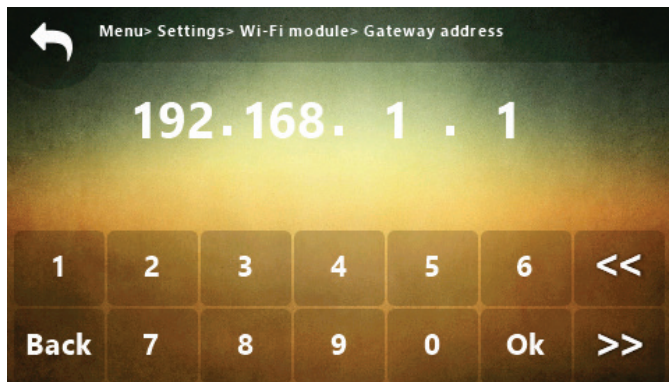 Menu> Settings> Wi-Fi module> Gateway address
192.168. 1 . 1
1 2 3 4 5 6 <<
Back 7 8 9 0 Ok >>